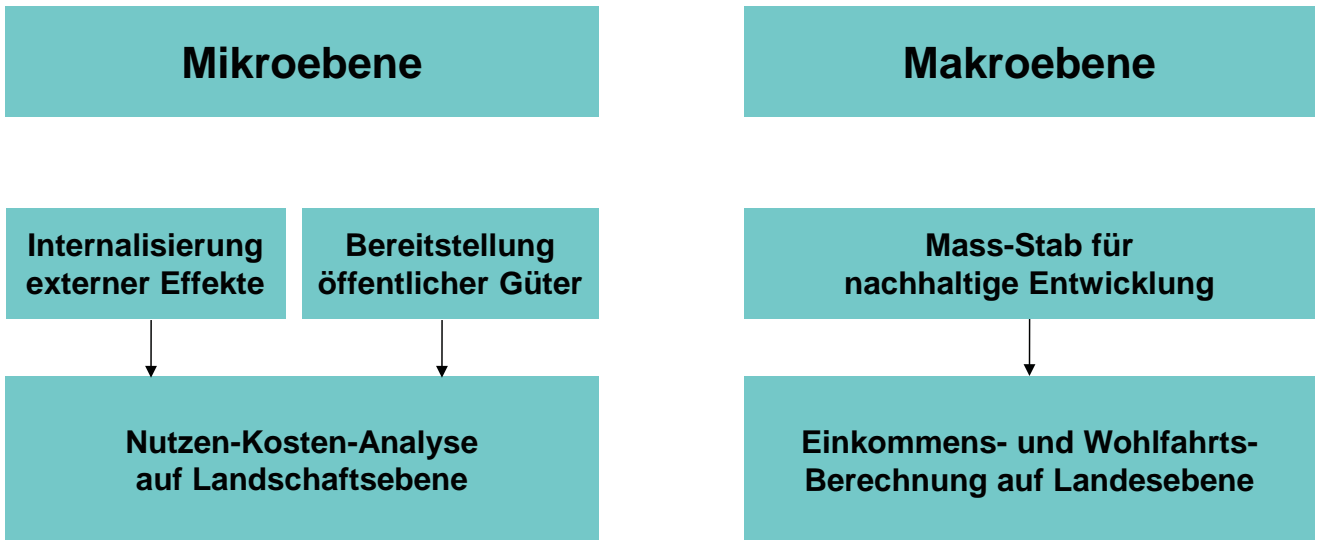 Mikroebene
Makroebene
Internalisierung
externer Effekte
Bereitstellung
öffentlicher Güter
Mass-Stab für
nachhaltige Entwicklung
Nutzen-Kosten-Analyse
auf Landschaftsebene
Einkommens- und Wohlfahrts-
Berechnung auf Landesebene